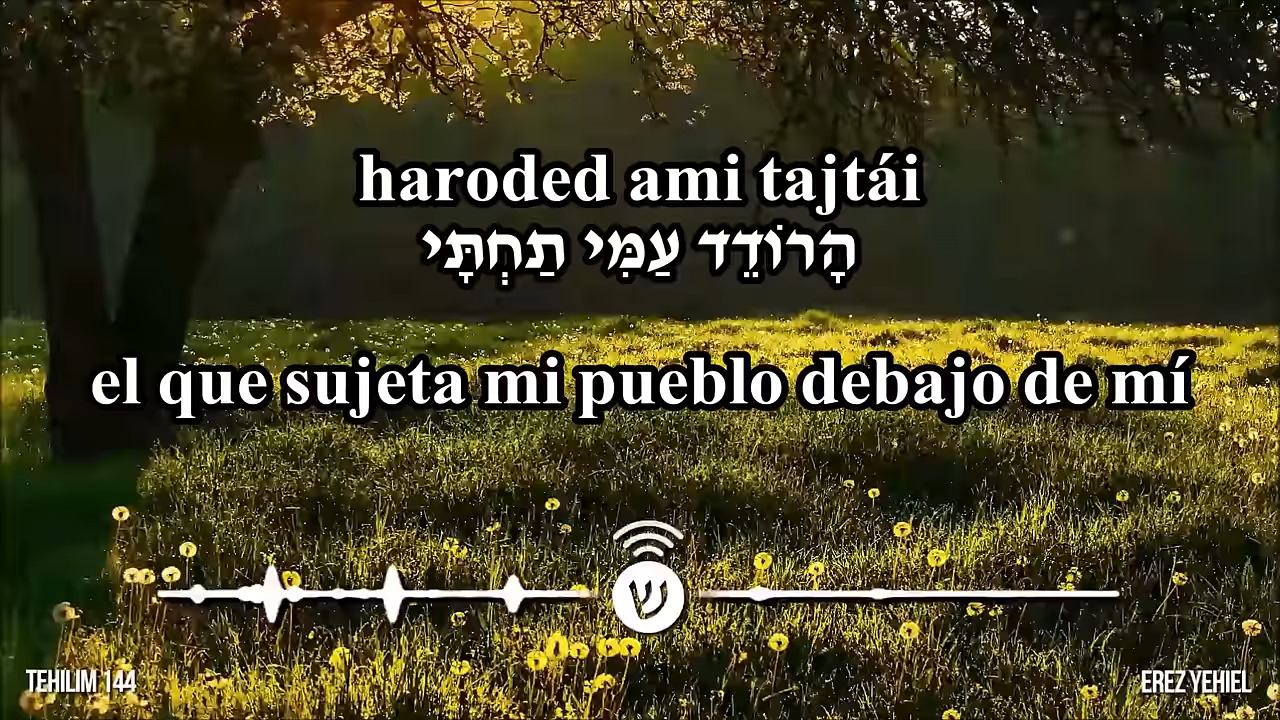 haroded ami tajtái
הָרוֹדֵד עַמִּי תַחְתָּי
el que sujeta mi pueblo debajo de mí
ש
TEHILIM 144
EREZ YEHIEL